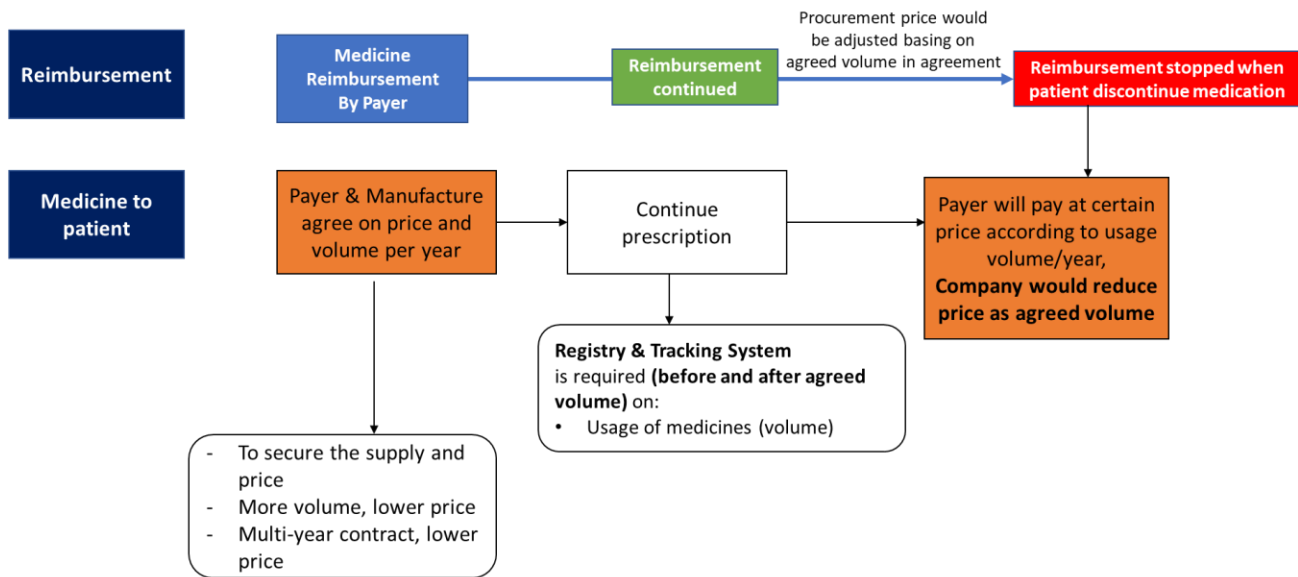 Reimbursement
Medicine
Reimbursement
By Payer
Reimbursement
continued
Procurement price would
be adjusted basing on
agreed volume in agreement
Reimbursement stopped when
patient discontinue medication
Medicine to
patient
Payer & Manufacture
agree on price and
volume per year
Continue
prescription
Payer will pay at certain
price according to usage
volume/year,
Company would reduce
price as agreed volume
Registry & Tracking System
is required (before and after agreed
volume) on:
• Usage of medicines (volume)
- To secure the supply and
price
- More volume, lower price
- Multi-year contract, lower
price